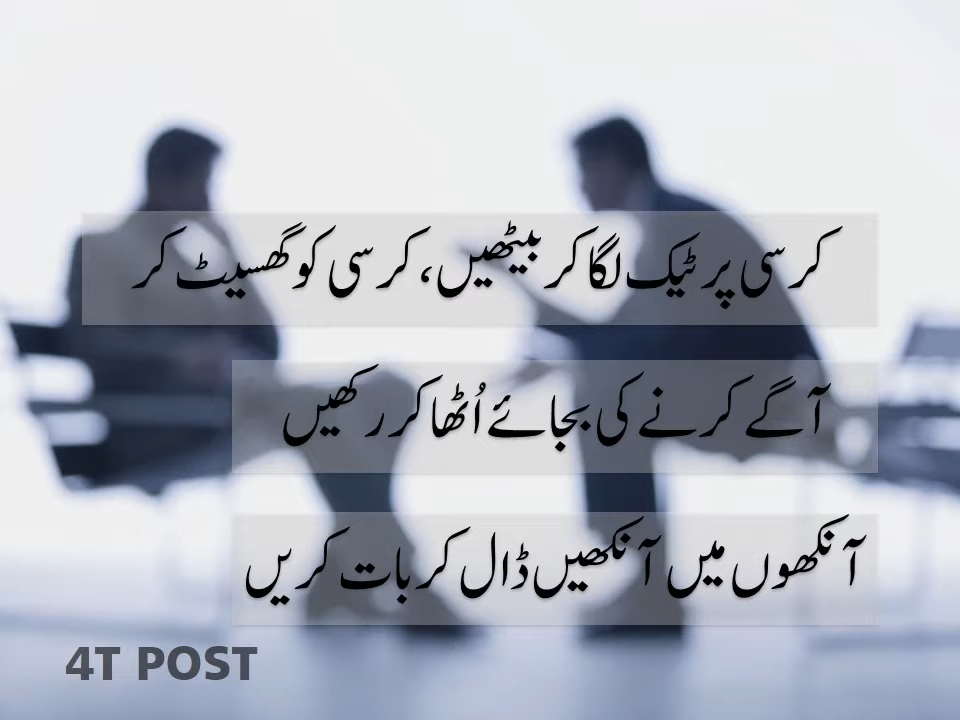 کرسی پر ٹیک لگا کر بیٹھیں، کرسی کو گھسیٹ کر
آگے کرنے کی بجائے اُٹھا کر رکھیں
آنکھوں میں آنکھیں ڈال کر بات کریں
4T POST